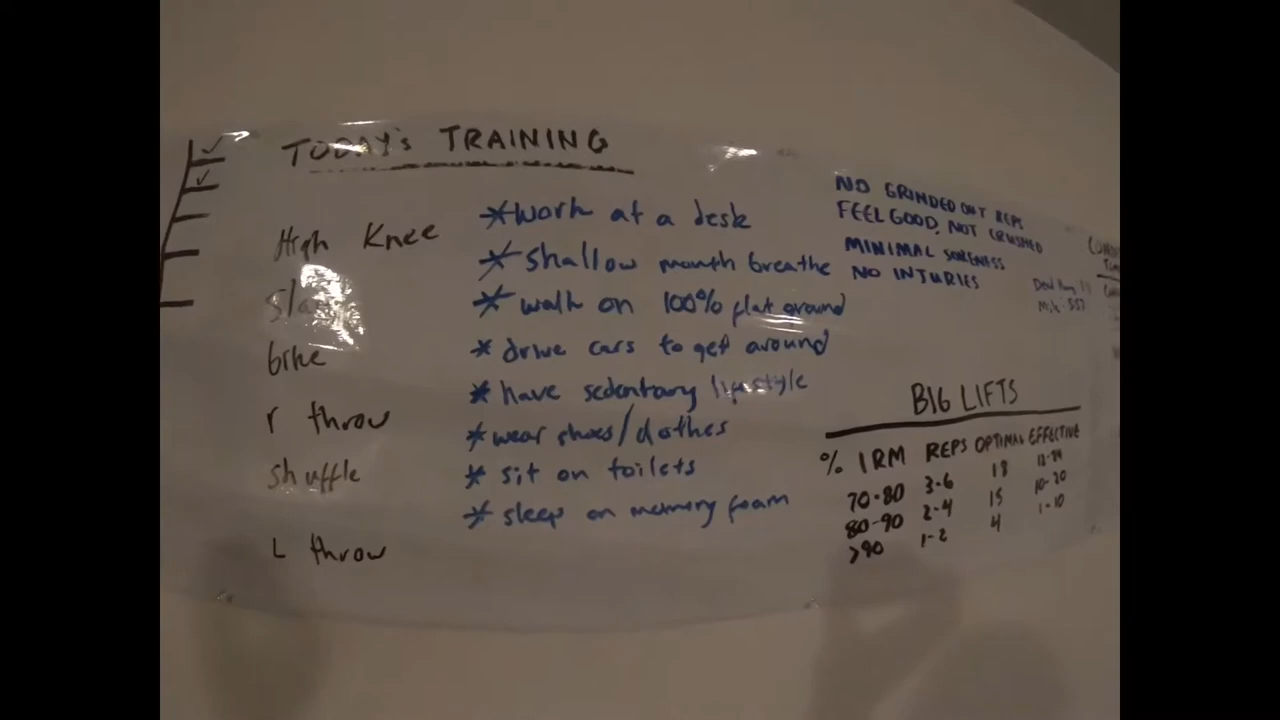 TODAY's TRAINING
High Knee
bike
r throw
shuffle
L throw
* work at a desk
* shallow mouth breathe
* walk on 100% flat ground
* drive cars to get around
* have sedentary lifestyle
* wear shoes/clothes
* sit on toilets
* sleep on memory foam
NO GRINDED OUT REPS
FEEL GOOD, NOT CRUSHED
MINIMAL SORENESS
NO INJURIES
BIG LIFTS
% 1RM REPS OPTIMAL EFFECTIVE
70-80 3-6 18 12-24
80-90 2-4 15 10-20
>90 1-2 4 1-10